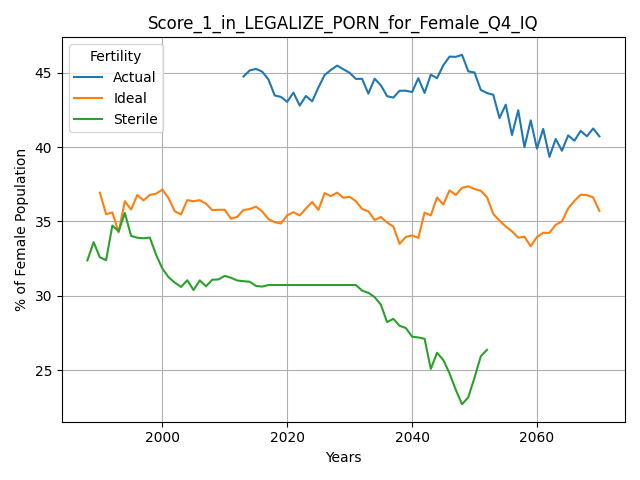 Score_1_in_LEGALIZE_PORN_for_Female_Q4_IQ
Fertility
Actual
Ideal
Sterile
% of Female Population
45
40
35
30
25
2000
2020
2040
2060
Years